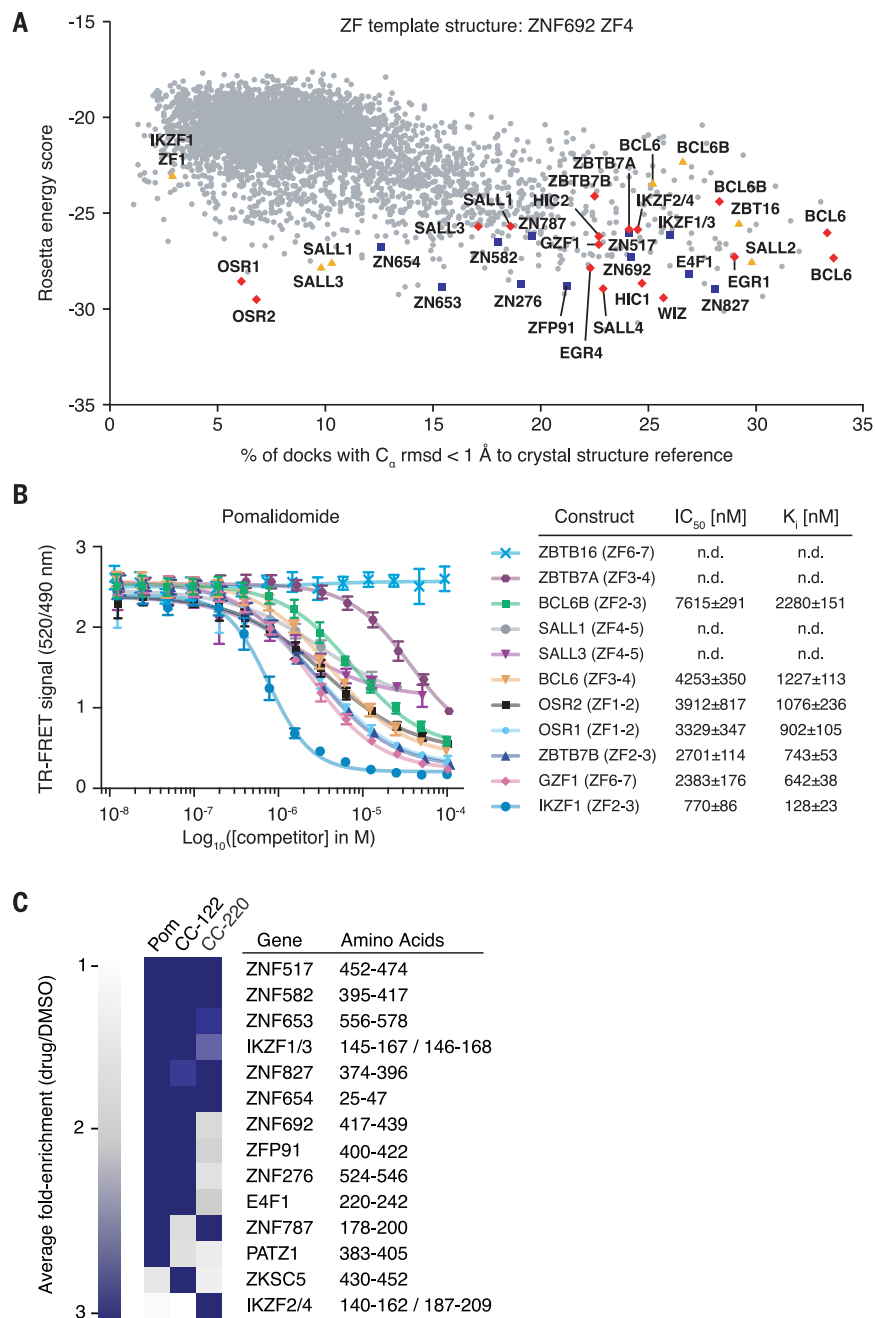 A
ZF template structure: ZNF692 ZF4
Rosetta energy score
-15
-20
-25
-30
-35
0
5
10
15
20
25
30
35
% of docks with Cα rmsd < 1 Å to crystal structure reference
IKZF1
ZF1
OSR1
OSR2
SALL1
SALL3
ZN654
ZN653
SALL3
SALL1
ZN582
ZN787
ZN276
ZFP91
GZF1
HIC2
ZBTB7B
ZBTB7A
BCL6
BCL6B
IKZF2/4
IKZF1/3
ZN517
ZN692
EGR4
SALL4
HIC1
WIZ
E4F1
ZN827
EGR1
SALL2
ZBT16
BCL6B
BCL6
BCL6
B
Pomalidomide
TR-FRET signal (520/490 nm)
3
2
1
0
10-8
10-7
10-6
10-5
10-4
Log10([competitor] in M)
Construct IC50 [nM] Ki [nM]
ZBTB16 (ZF6-7) n.d. n.d.
ZBTB7A (ZF3-4) n.d. n.d.
BCL6B (ZF2-3) 7615±291 2280±151
SALL1 (ZF4-5) n.d. n.d.
SALL3 (ZF4-5) n.d. n.d.
BCL6 (ZF3-4) 4253±350 1227±113
OSR2 (ZF1-2) 3912±817 1076±236
OSR1 (ZF1-2) 3329±347 902±105
ZBTB7B (ZF2-3) 2701±114 743±53
GZF1 (ZF6-7) 2383±176 642±38
IKZF1 (ZF2-3) 770±86 128±23
C
Average fold-enrichment (drug/DMSO)
1
2
3
Pom
CC-122
CC-220
Gene Amino Acids
ZNF517 452-474
ZNF582 395-417
ZNF653 556-578
IKZF1/3 145-167 / 146-168
ZNF827 374-396
ZNF654 25-47
ZNF692 417-439
ZFP91 400-422
ZNF276 524-546
E4F1 220-242
ZNF787 178-200
PATZ1 383-405
ZKSC5 430-452
IKZF2/4 140-162 / 187-209